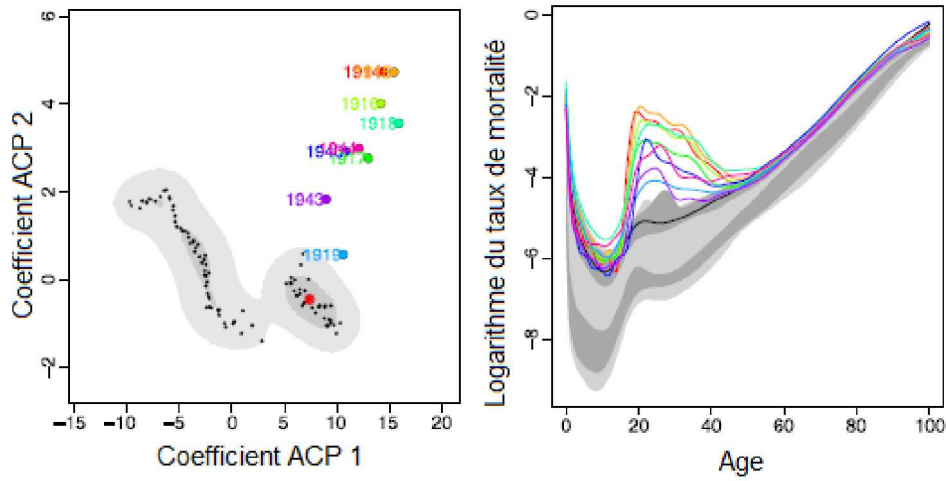 Coefficient ACP 2
6
4
2
0
−2
1916
1918
1943
1919
−15 −10 −5 0 5 10 15 20
Coefficient ACP 1
Logarithme du taux de mortalité
0
−2
−4
−6
−8
0 20 40 60 80 100
Age